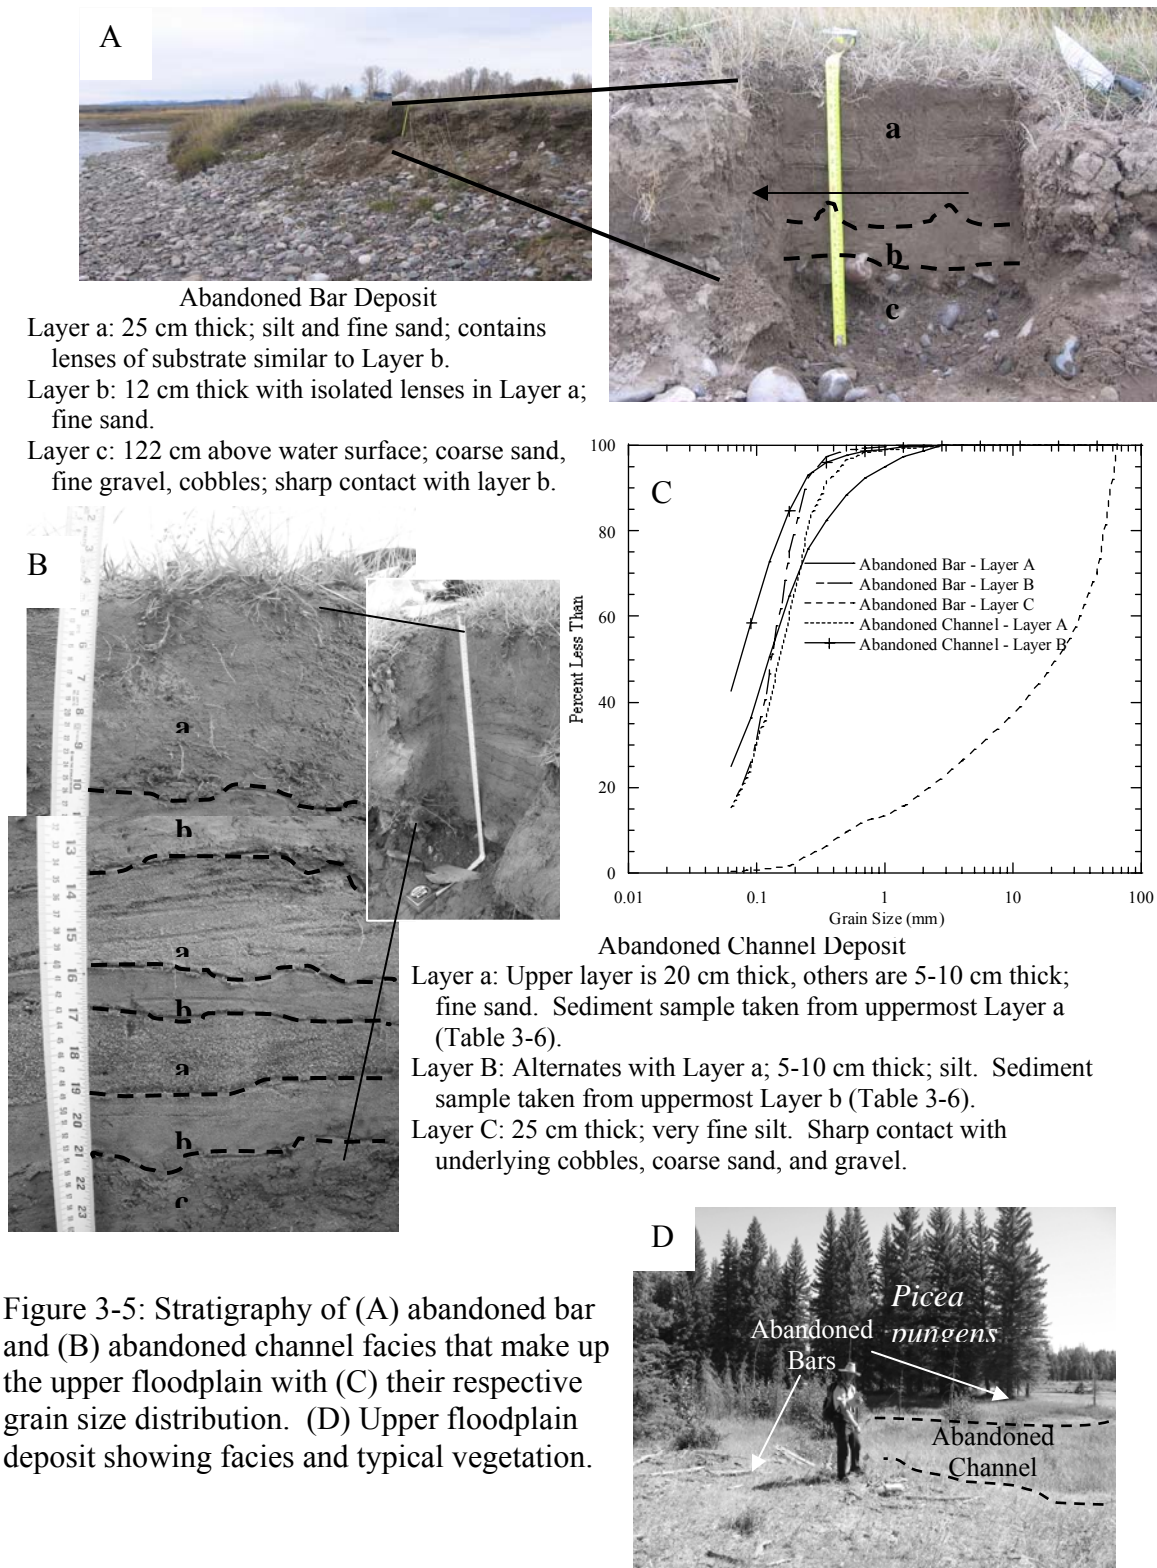 A
a
b
c
Abandoned Bar Deposit
Layer a: 25 cm thick; silt and fine sand; contains
lenses of substrate similar to Layer b.
Layer b: 12 cm thick with isolated lenses in Layer a;
fine sand.
Layer c: 122 cm above water surface; coarse sand,
fine gravel, cobbles; sharp contact with layer b.
B
a
b
a
b
a
b
c
C
100
80
60
40
20
0
Percent Less Than
Abandoned Bar - Layer A
Abandoned Bar - Layer B
Abandoned Bar - Layer C
Abandoned Channel - Layer A
Abandoned Channel - Layer B
0.01
0.1
1
10
100
Grain Size (mm)
Abandoned Channel Deposit
Layer a: Upper layer is 20 cm thick, others are 5-10 cm thick;
fine sand. Sediment sample taken from uppermost Layer a
(Table 3-6).
Layer B: Alternates with Layer a; 5-10 cm thick; silt. Sediment
sample taken from uppermost Layer b (Table 3-6).
Layer C: 25 cm thick; very fine silt. Sharp contact with
underlying cobbles, coarse sand, and gravel.
D
Picea
pungens
Abandoned
Bars
Abandoned
Channel
Figure 3-5: Stratigraphy of (A) abandoned bar
and (B) abandoned channel facies that make up
the upper floodplain with (C) their respective
grain size distribution. (D) Upper floodplain
deposit showing facies and typical vegetation.